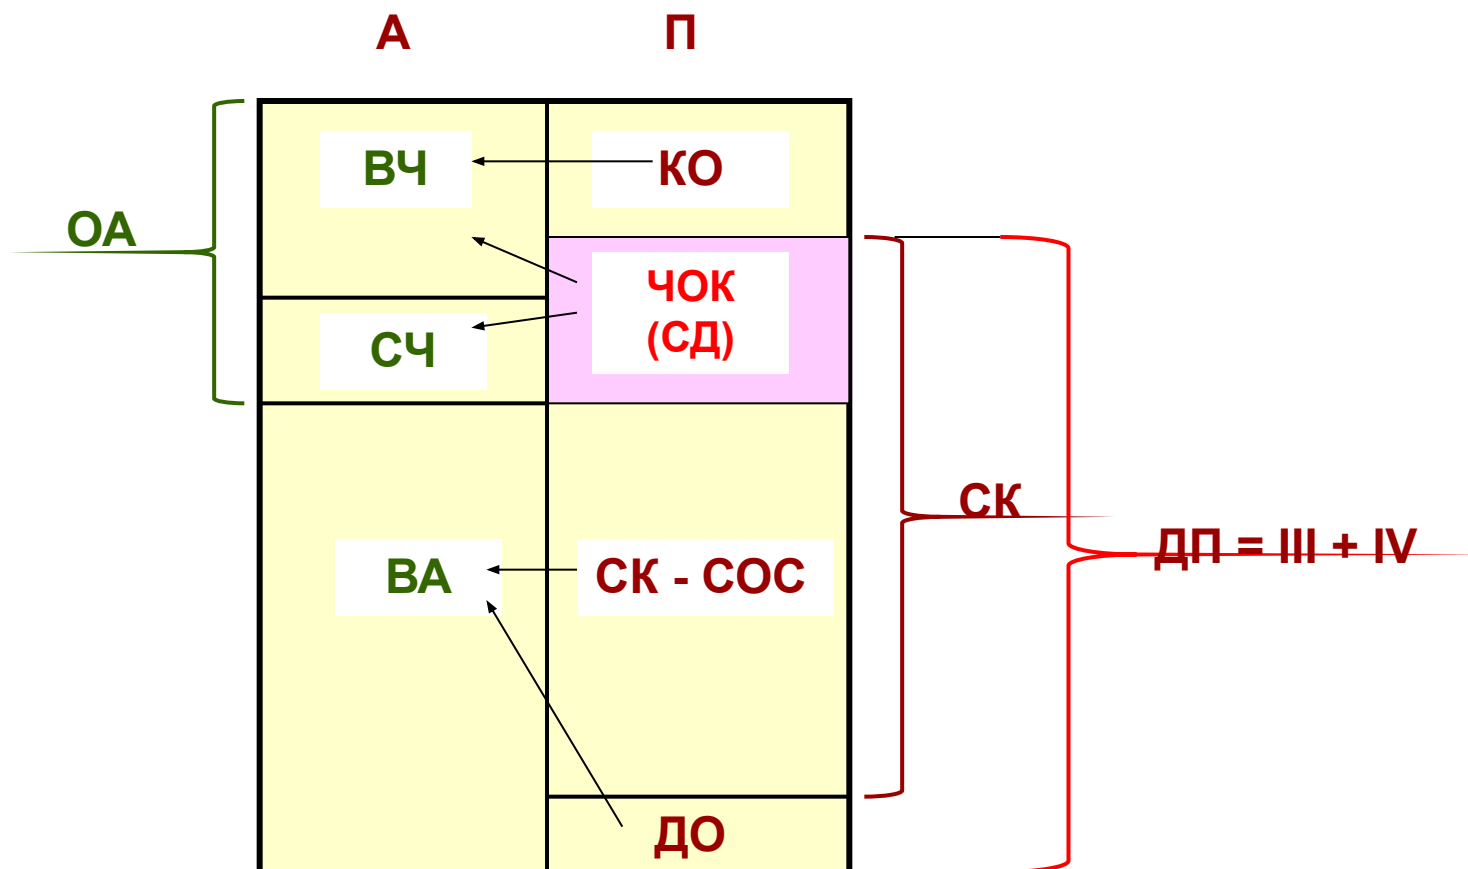 А П
ВЧ КО
ОА
ЧОК
(СД)
СЧ
СК
ДП = III + IV
ВА СК - СОС
ДО